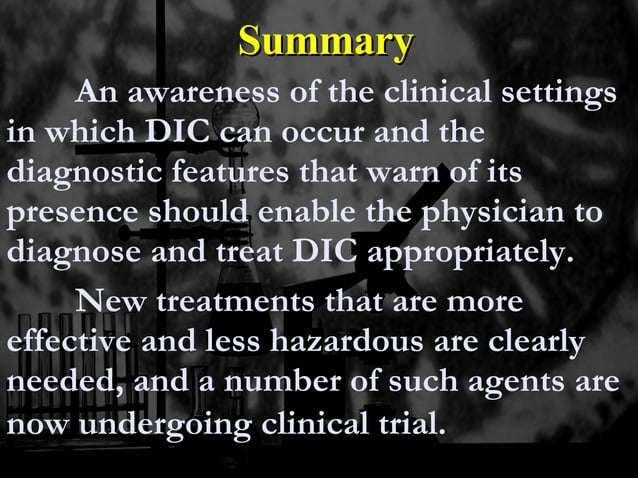 Summary
An awareness of the clinical settings
in which DIC can occur and the
diagnostic features that warn of its
presence should enable the physician to
diagnose and treat DIC appropriately.
New treatments that are more
effective and less hazardous are clearly
needed, and a number of such agents are
now undergoing clinical trial.